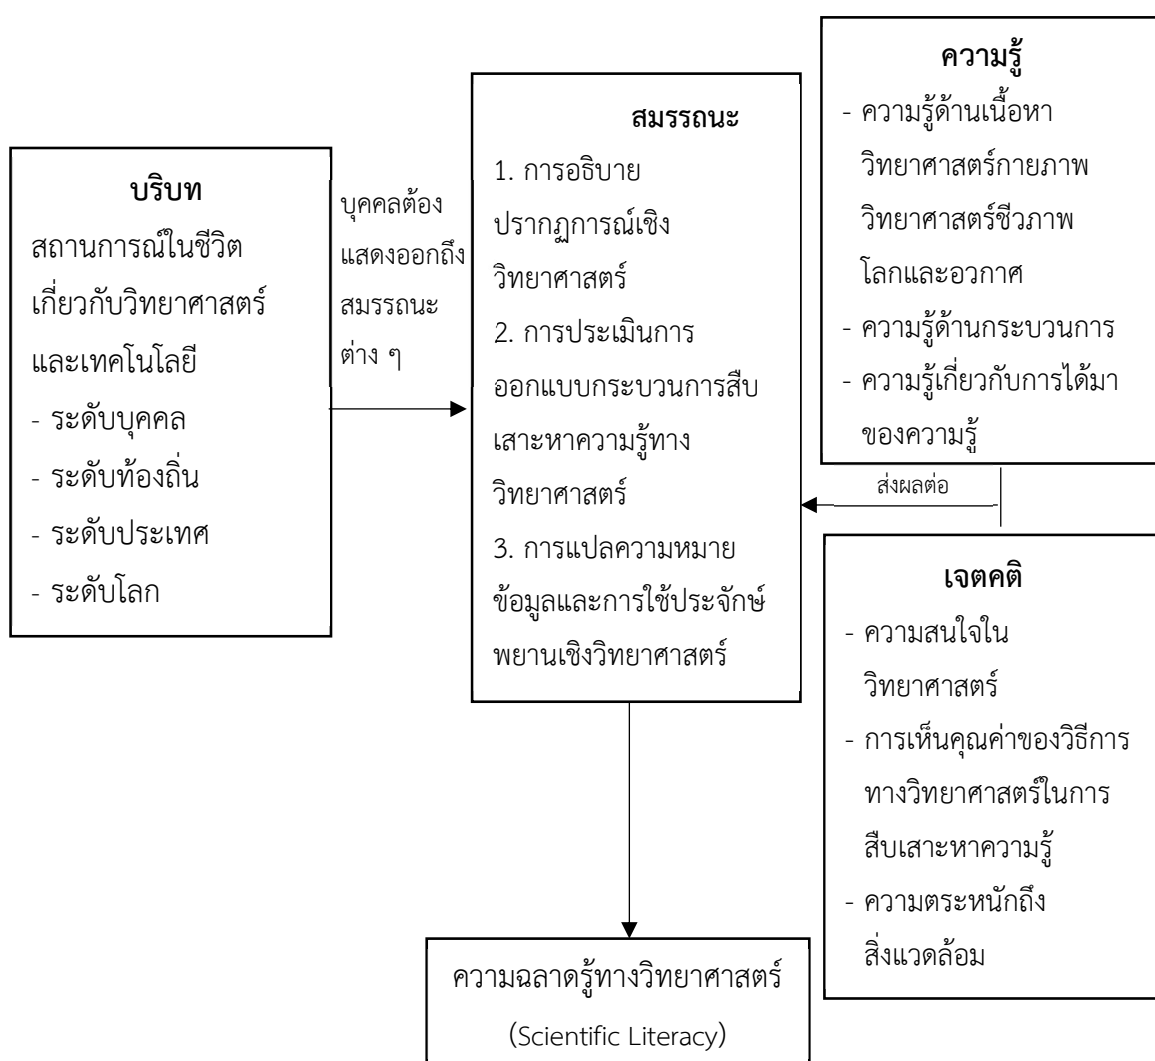 บริบท
สถานการณ์ในชีวิต
เกี่ยวกับวิทยาศาสตร์
และเทคโนโลยี
- ระดับบุคคล
- ระดับท้องถิ่น
- ระดับประเทศ
- ระดับโลก
บุคคลต้อง
แสดงออกถึง
สมรรถนะ
ต่าง ๆ
สมรรถนะ
1. การอธิบาย
ปรากฏการณ์เชิง
วิทยาศาสตร์
2. การประเมินการ
ออกแบบกระบวนการสืบ
เสาะหาความรู้ทาง
วิทยาศาสตร์
3. การแปลความหมาย
ข้อมูลและการใช้ประจักษ์
พยานเชิงวิทยาศาสตร์
ความรู้
- ความรู้ด้านเนื้อหา
วิทยาศาสตร์กายภาพ
วิทยาศาสตร์ชีวภาพ
โลกและอวกาศ
- ความรู้ด้านกระบวนการ
- ความรู้เกี่ยวกับการได้มา
ของความรู้
ส่งผลต่อ
เจตคติ
- ความสนใจใน
วิทยาศาสตร์
- การเห็นคุณค่าของวิธีการ
ทางวิทยาศาสตร์ในการ
สืบเสาะหาความรู้
- ความตระหนักถึง
สิ่งแวดล้อม
ความฉลาดรู้ทางวิทยาศาสตร์
(Scientific Literacy)